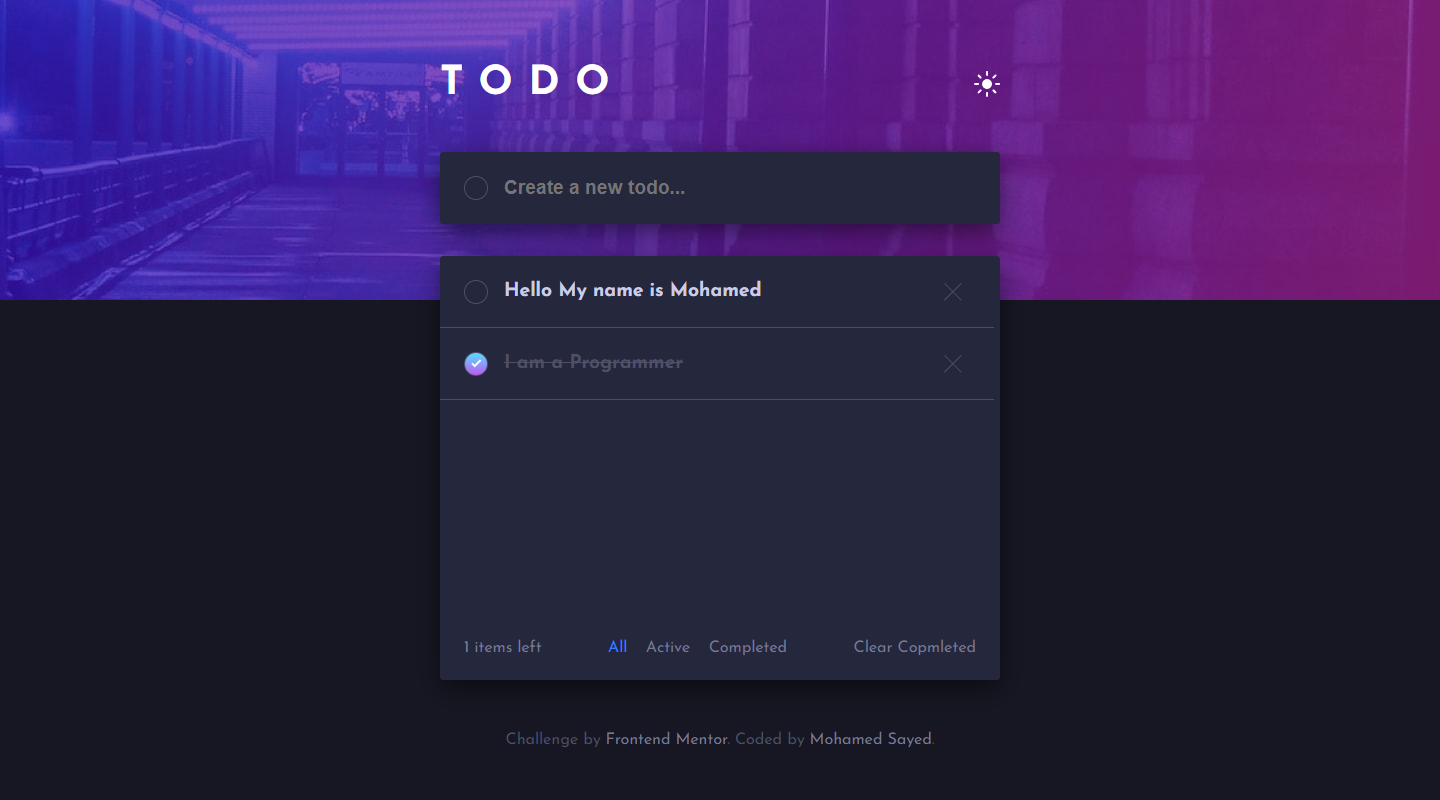 TODO
Create a new todo...
Hello My name is Mohamed
I am a Programmer
1 items left All Active Completed Clear Copmleted
Challenge by Frontend Mentor. Coded by Mohamed Sayed.